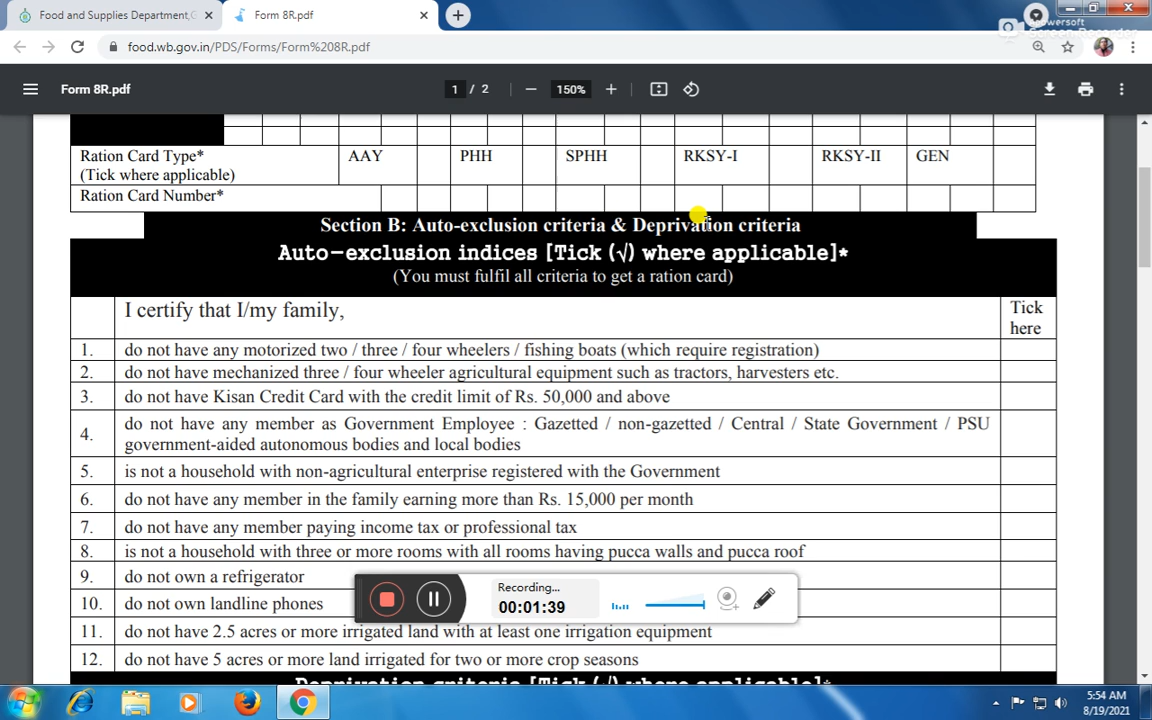 Food and Supplies Department,G
Form 8R.pdf
food.wb.gov.in/PDS/Forms/Form%208R.pdf
Form 8R.pdf
1 / 2
150%
Ration Card Type*
(Tick where applicable)
AAY
PHH
SPHH
RKSY-I
RKSY-II
GEN
Ration Card Number*
Section B: Auto-exclusion criteria & Deprivation criteria
Auto-exclusion indices [Tick (√) where applicable]*
(You must fulfil all criteria to get a ration card)
I certify that I/my family,
Tick
here
1. do not have any motorized two / three / four wheelers / fishing boats (which require registration)
2. do not have mechanized three / four wheeler agricultural equipment such as tractors, harvesters etc.
3. do not have Kisan Credit Card with the credit limit of Rs. 50,000 and above
4. do not have any member as Government Employee : Gazetted / non-gazetted / Central / State Government / PSU
government-aided autonomous bodies and local bodies
5. is not a household with non-agricultural enterprise registered with the Government
6. do not have any member in the family earning more than Rs. 15,000 per month
7. do not have any member paying income tax or professional tax
8. is not a household with three or more rooms with all rooms having pucca walls and pucca roof
9. do not own a refrigerator
10. do not own landline phones
Recording...
00:01:39
11. do not have 2.5 acres or more irrigated land with at least one irrigation equipment
12. do not have 5 acres or more land irrigated for two or more crop seasons
Deprivation criteria [Tick (√) where applicable]*
5:54 AM
8/19/2021